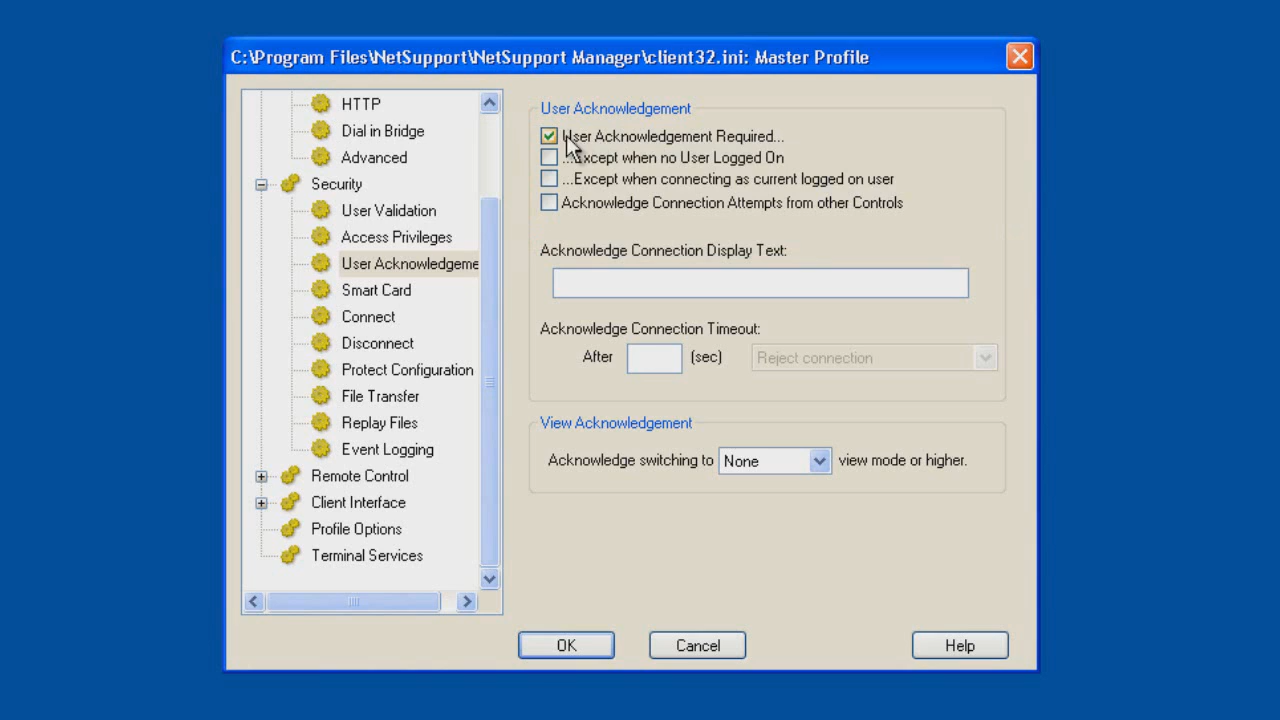 C:\Program Files\NetSupport\NetSupport Manager\client32.ini: Master Profile
HTTP
Dial in Bridge
Advanced
Security
User Validation
Access Privileges
User Acknowledgeme
Smart Card
Connect
Disconnect
Protect Configuration
File Transfer
Replay Files
Event Logging
Remote Control
Client Interface
Profile Options
Terminal Services
User Acknowledgement
User Acknowledgement Required...
...Except when no User Logged On
...Except when connecting as current logged on user
Acknowledge Connection Attempts from other Controls
Acknowledge Connection Display Text:
Acknowledge Connection Timeout:
After (sec) Reject connection
View Acknowledgement
Acknowledge switching to None view mode or higher.
OK Cancel Help